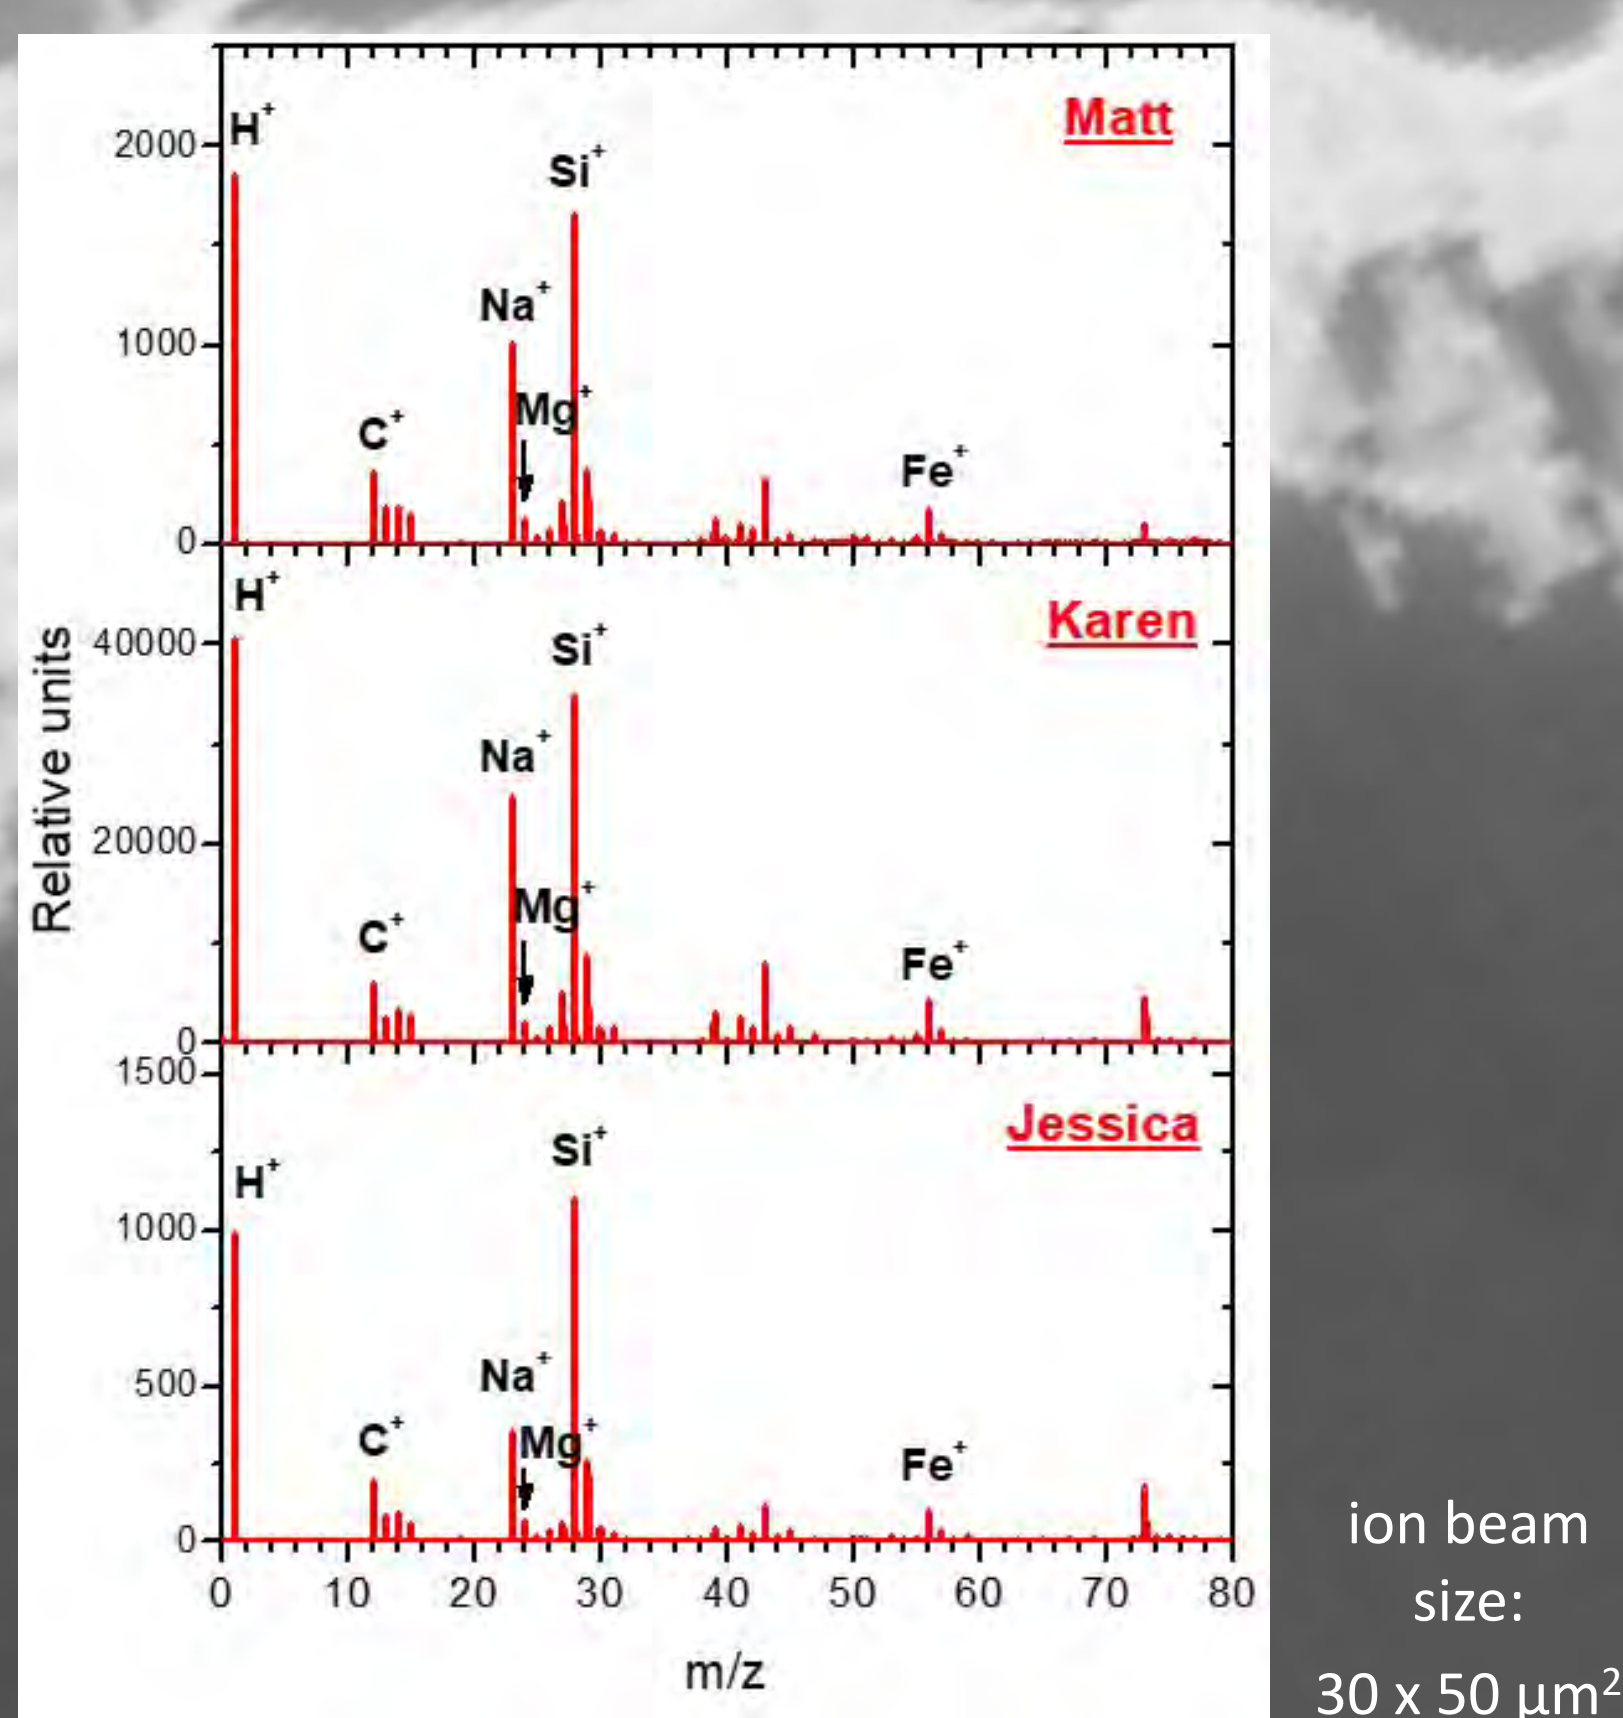 Matt
H⁺
2000
Si⁺
Na⁺
1000
Mg⁺
C⁺
Fe⁺
0
H⁺
Karen
40000
Si⁺
Na⁺
20000
Mg⁺
C⁺
Fe⁺
0
1500
Jessica
Si⁺
H⁺
1000
Na⁺
500
Mg⁺
C⁺
Fe⁺
0
0 10 20 30 40 50 60 70 80
m/z
Relative units
ion beam
size:
30 x 50 μm²